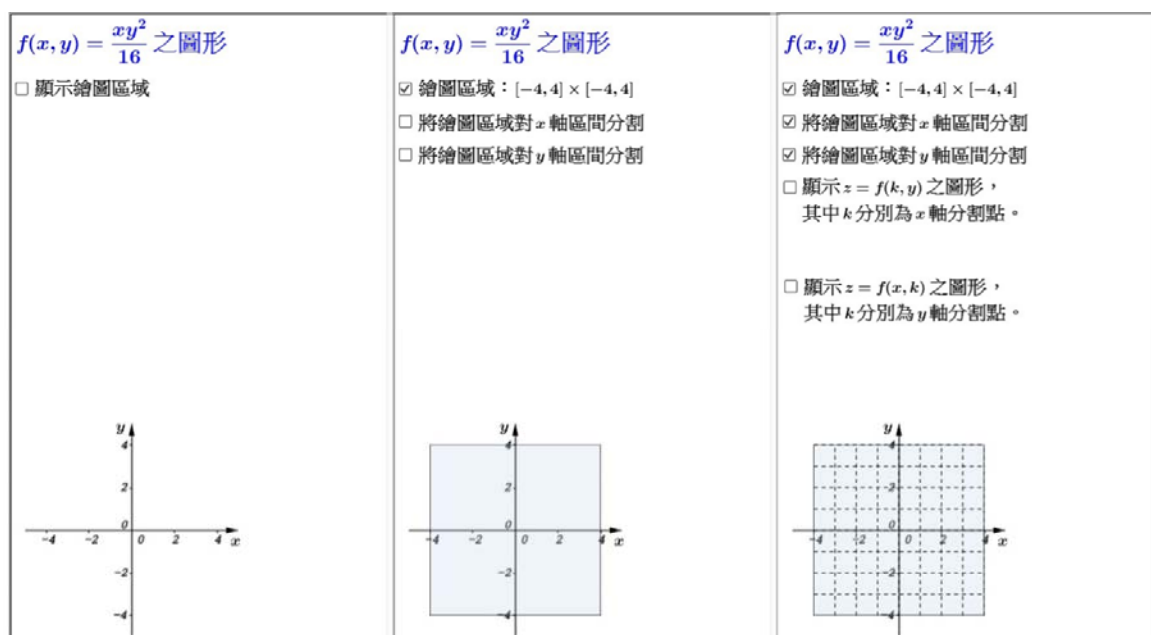 f(x, y) = xy²/16 之圖形
☐ 顯示繪圖區域
y
4
2
0
−4 −2 0 2 4 x
−2
−4
f(x, y) = xy²/16 之圖形
☑ 繪圖區域：[−4, 4] × [−4, 4]
☐ 將繪圖區域對 x 軸區間分割
☐ 將繪圖區域對 y 軸區間分割
y
4
2
0
−4 −2 0 2 4 x
−2
−4
f(x, y) = xy²/16 之圖形
☑ 繪圖區域：[−4, 4] × [−4, 4]
☑ 將繪圖區域對 x 軸區間分割
☑ 將繪圖區域對 y 軸區間分割
☐ 顯示 z = f(k, y) 之圖形，
其中 k 分別為 x 軸分割點。
☐ 顯示 z = f(x, k) 之圖形，
其中 k 分別為 y 軸分割點。
y
4
2
0
−4 −2 0 2 4 x
−2
−4